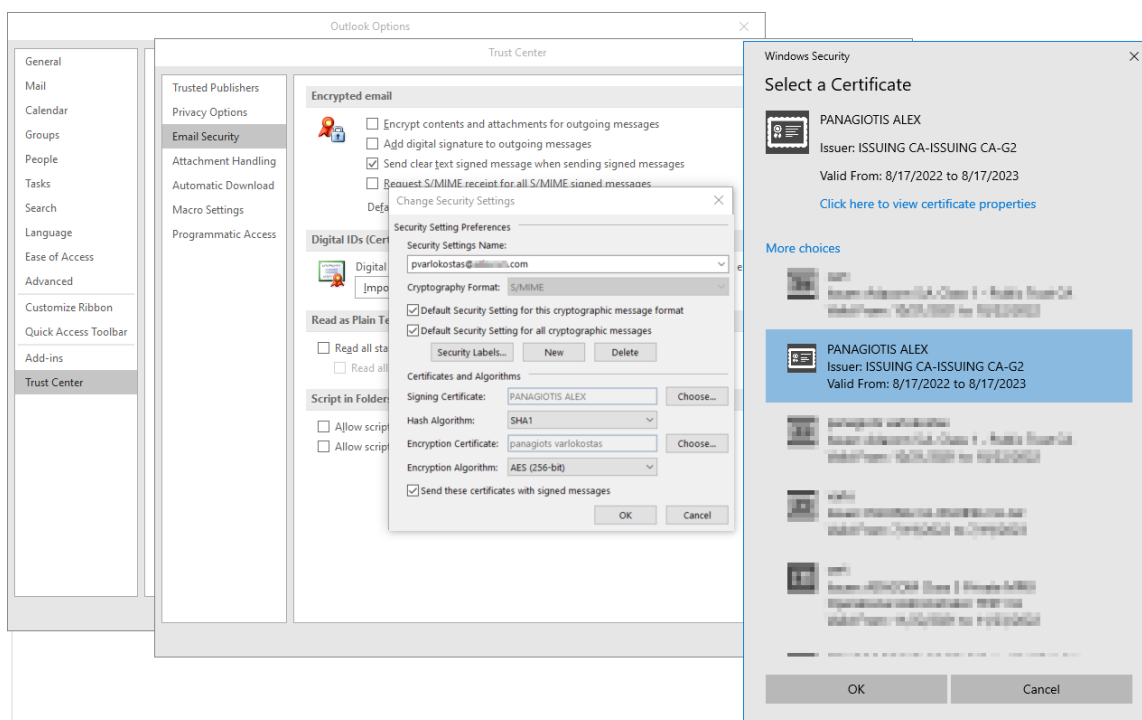 Outlook Options
General
Mail
Calendar
Groups
People
Tasks
Search
Language
Ease of Access
Advanced
Customize Ribbon
Quick Access Toolbar
Add-ins
Trust Center
Trust Center
Trusted Publishers
Privacy Options
Email Security
Attachment Handling
Automatic Download
Macro Settings
Programmatic Access
Encrypted email
Encrypt contents and attachments for outgoing messages
Add digital signature to outgoing messages
Send clear text signed message when sending signed messages
Request S/MIME receipt for all S/MIME signed messages
Defa
Digital IDs (Cert
Digital
Impo
Read as Plain Te
Read all sta
Read all
Script in Folders
Allow script
Allow script
Change Security Settings
Security Setting Preferences
Security Settings Name:
pvarlokostas@ .com
Cryptography Format: S/MIME
Default Security Setting for this cryptographic message format
Default Security Setting for all cryptographic messages
Security Labels... New Delete
Certificates and Algorithms
Signing Certificate: PANAGIOTIS ALEX Choose...
Hash Algorithm: SHA1
Encryption Certificate: panagiots varlokostas Choose...
Encryption Algorithm: AES (256-bit)
Send these certificates with signed messages
OK Cancel
Windows Security
Select a Certificate
PANAGIOTIS ALEX
Issuer: ISSUING CA-ISSUING CA-G2
Valid From: 8/17/2022 to 8/17/2023
Click here to view certificate properties
More choices
PANAGIOTIS ALEX
Issuer: ISSUING CA-ISSUING CA-G2
Valid From: 8/17/2022 to 8/17/2023
OK Cancel